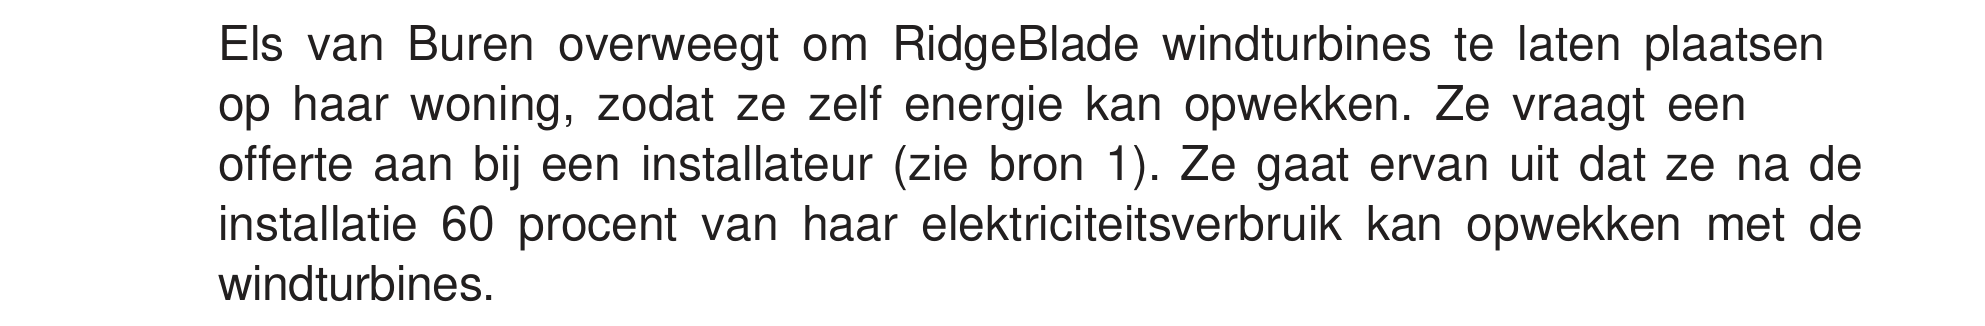 Els van Buren overweegt om RidgeBlade windturbines te laten plaatsen
op haar woning, zodat ze zelf energie kan opwekken. Ze vraagt een
offerte aan bij een installateur (zie bron 1). Ze gaat ervan uit dat ze na de
installatie 60 procent van haar elektriciteitsverbruik kan opwekken met de
windturbines.